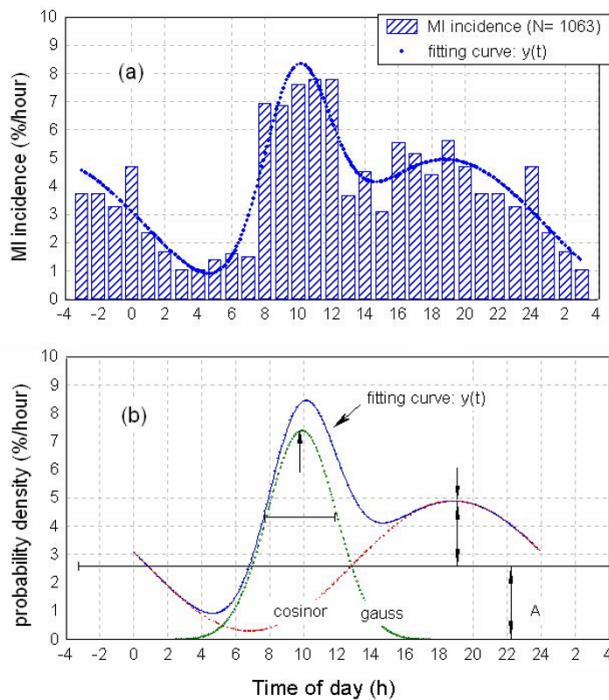 MI incidence (N= 1063)
fitting curve: y(t)
(a)
MI incidence (%/hour)
10
9
8
7
6
5
4
3
2
1
0
-4 -2 0 2 4 6 8 10 12 14 16 18 20 22 24 2 4
(b)
fitting curve: y(t)
probability density (%/hour)
10
9
8
7
6
5
4
3
2
1
0
cosinor
gauss
A
-4 -2 0 2 4 6 8 10 12 14 16 18 20 22 24 2 4
Time of day (h)